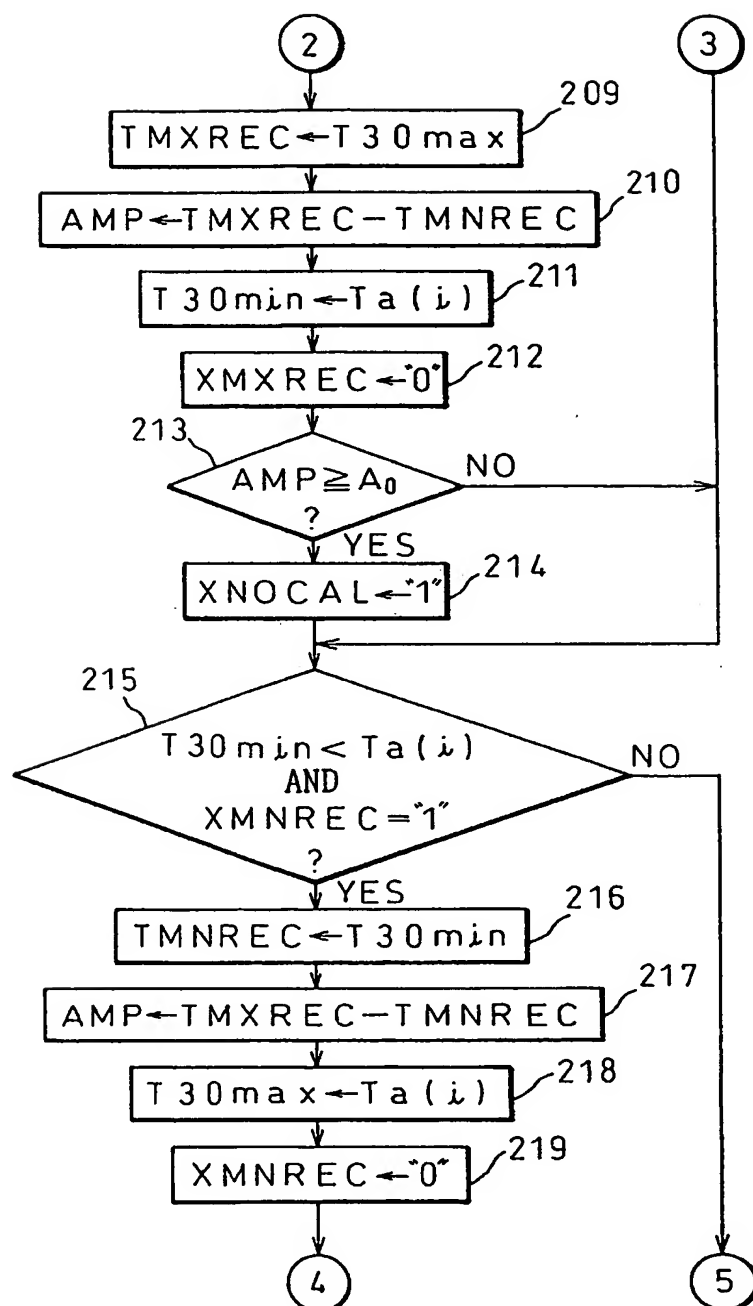 2
3
209
TMXREC←T30max
210
AMP←TMXREC−TMNREC
211
T30min←Ta(i)
212
XMXREC←"0"
213
AMP≧A₀
?
NO
YES
214
XNOCAL←"1"
215
T30min<Ta(i)
AND
XMNREC="1"
?
NO
YES
216
TMNREC←T30min
217
AMP←TMXREC−TMNREC
218
T30max←Ta(i)
219
XMNREC←"0"
4
5